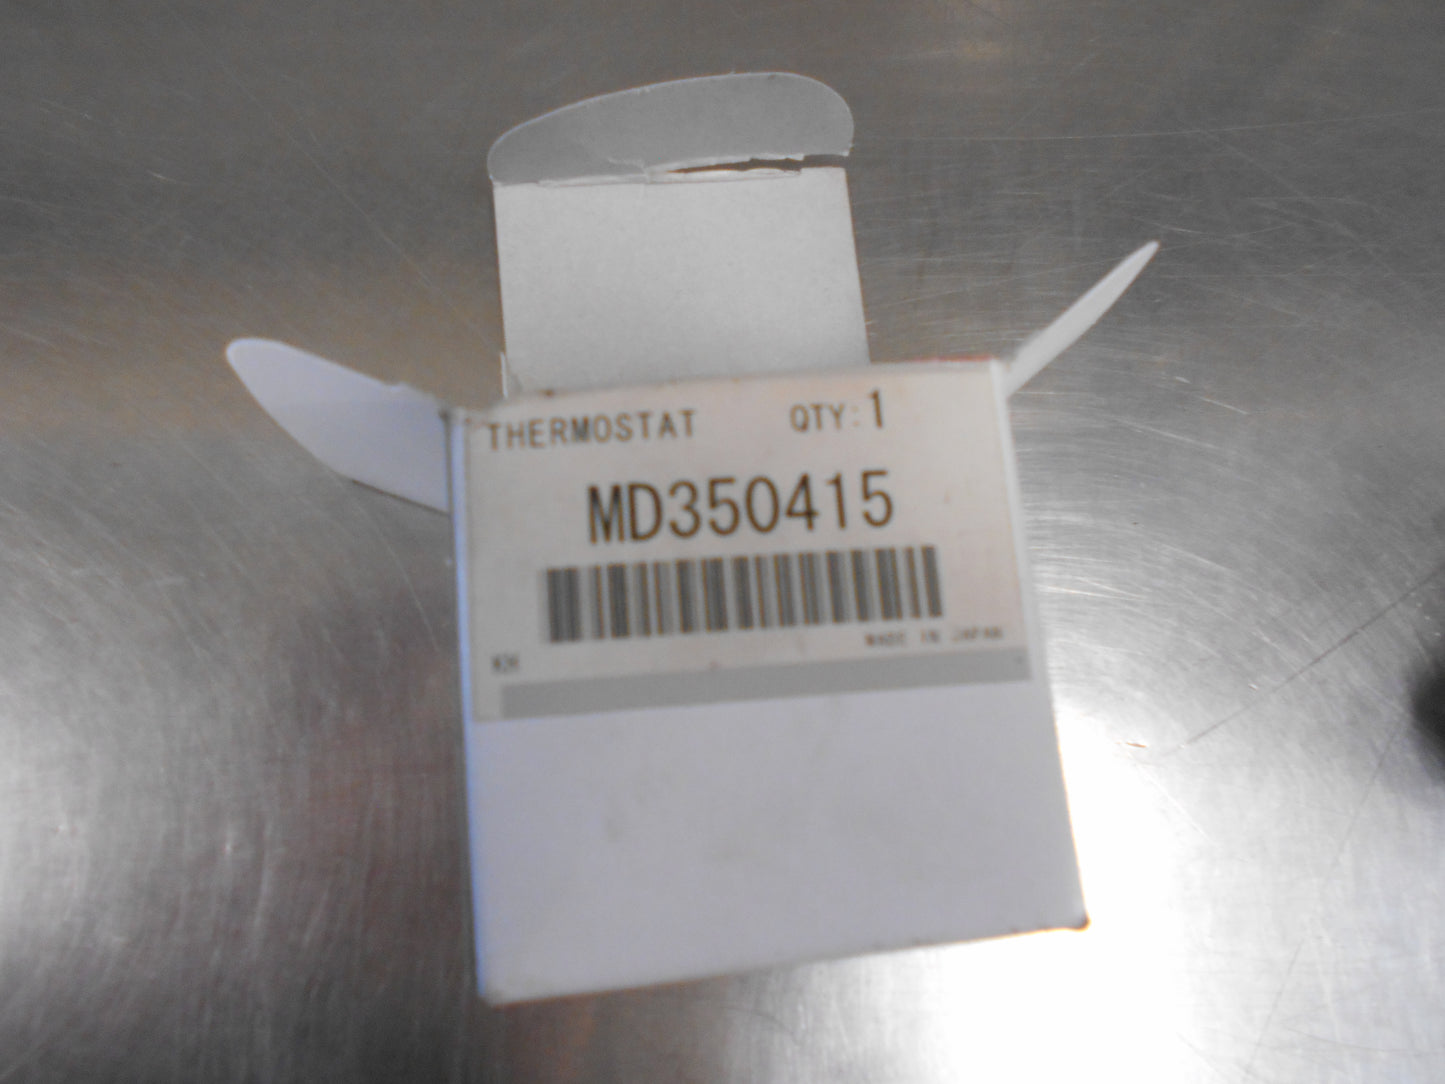 THERMOSTAT QTY: 1
MD350415
MADE IN JAPAN